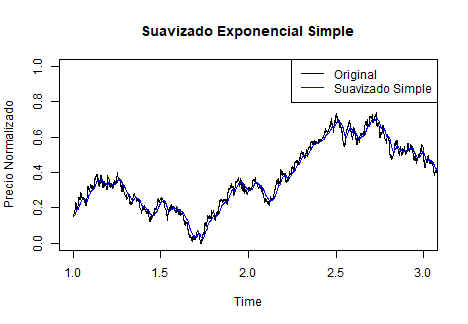 Suavizado Exponencial Simple
Original
Suavizado Simple
Precio Normalizado
1.0
0.8
0.6
0.4
0.2
0.0
1.0 1.5 2.0 2.5 3.0
Time